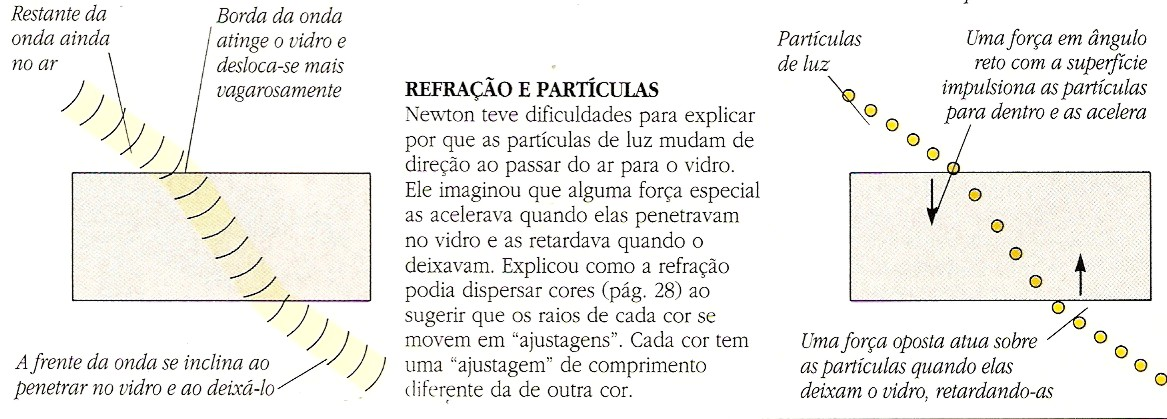 Restante da
onda ainda
no ar
Borda da onda
atinge o vidro e
desloca-se mais
vagarosamente
A frente da onda se inclina ao
penetrar no vidro e ao deixá-lo
REFRAÇÃO E PARTÍCULAS
Newton teve dificuldades para explicar
por que as partículas de luz mudam de
direção ao passar do ar para o vidro.
Ele imaginou que alguma força especial
as acelerava quando elas penetravam
no vidro e as retardava quando o
deixavam. Explicou como a refração
podia dispersar cores (pág. 28) ao
sugerir que os raios de cada cor se
movem em “ajustagens”. Cada cor tem
uma “ajustagem” de comprimento
diferente da de outra cor.
Partículas
de luz
Uma força em ângulo
reto com a superfície
impulsiona as partículas
para dentro e as acelera
Uma força oposta atua sobre
as partículas quando elas
deixam o vidro, retardando-as